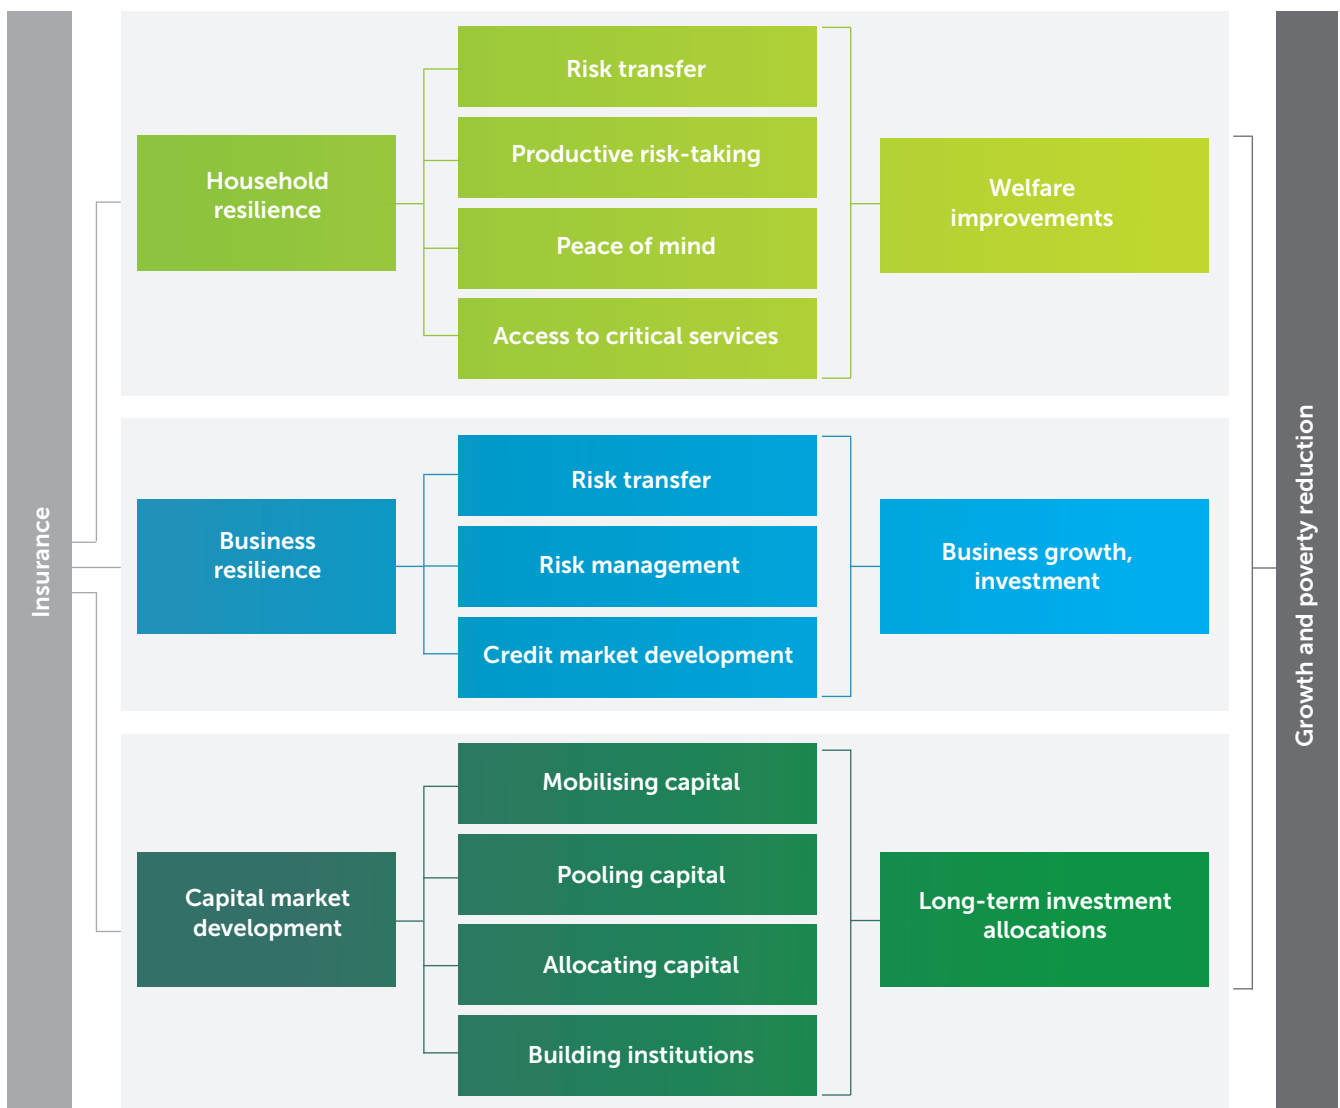 Insurance
Household
resilience
Risk transfer
Productive risk-taking
Peace of mind
Access to critical services
Welfare
improvements
Business
resilience
Risk transfer
Risk management
Credit market development
Business growth,
investment
Capital market
development
Mobilising capital
Pooling capital
Allocating capital
Building institutions
Long-term investment
allocations
Growth and poverty reduction